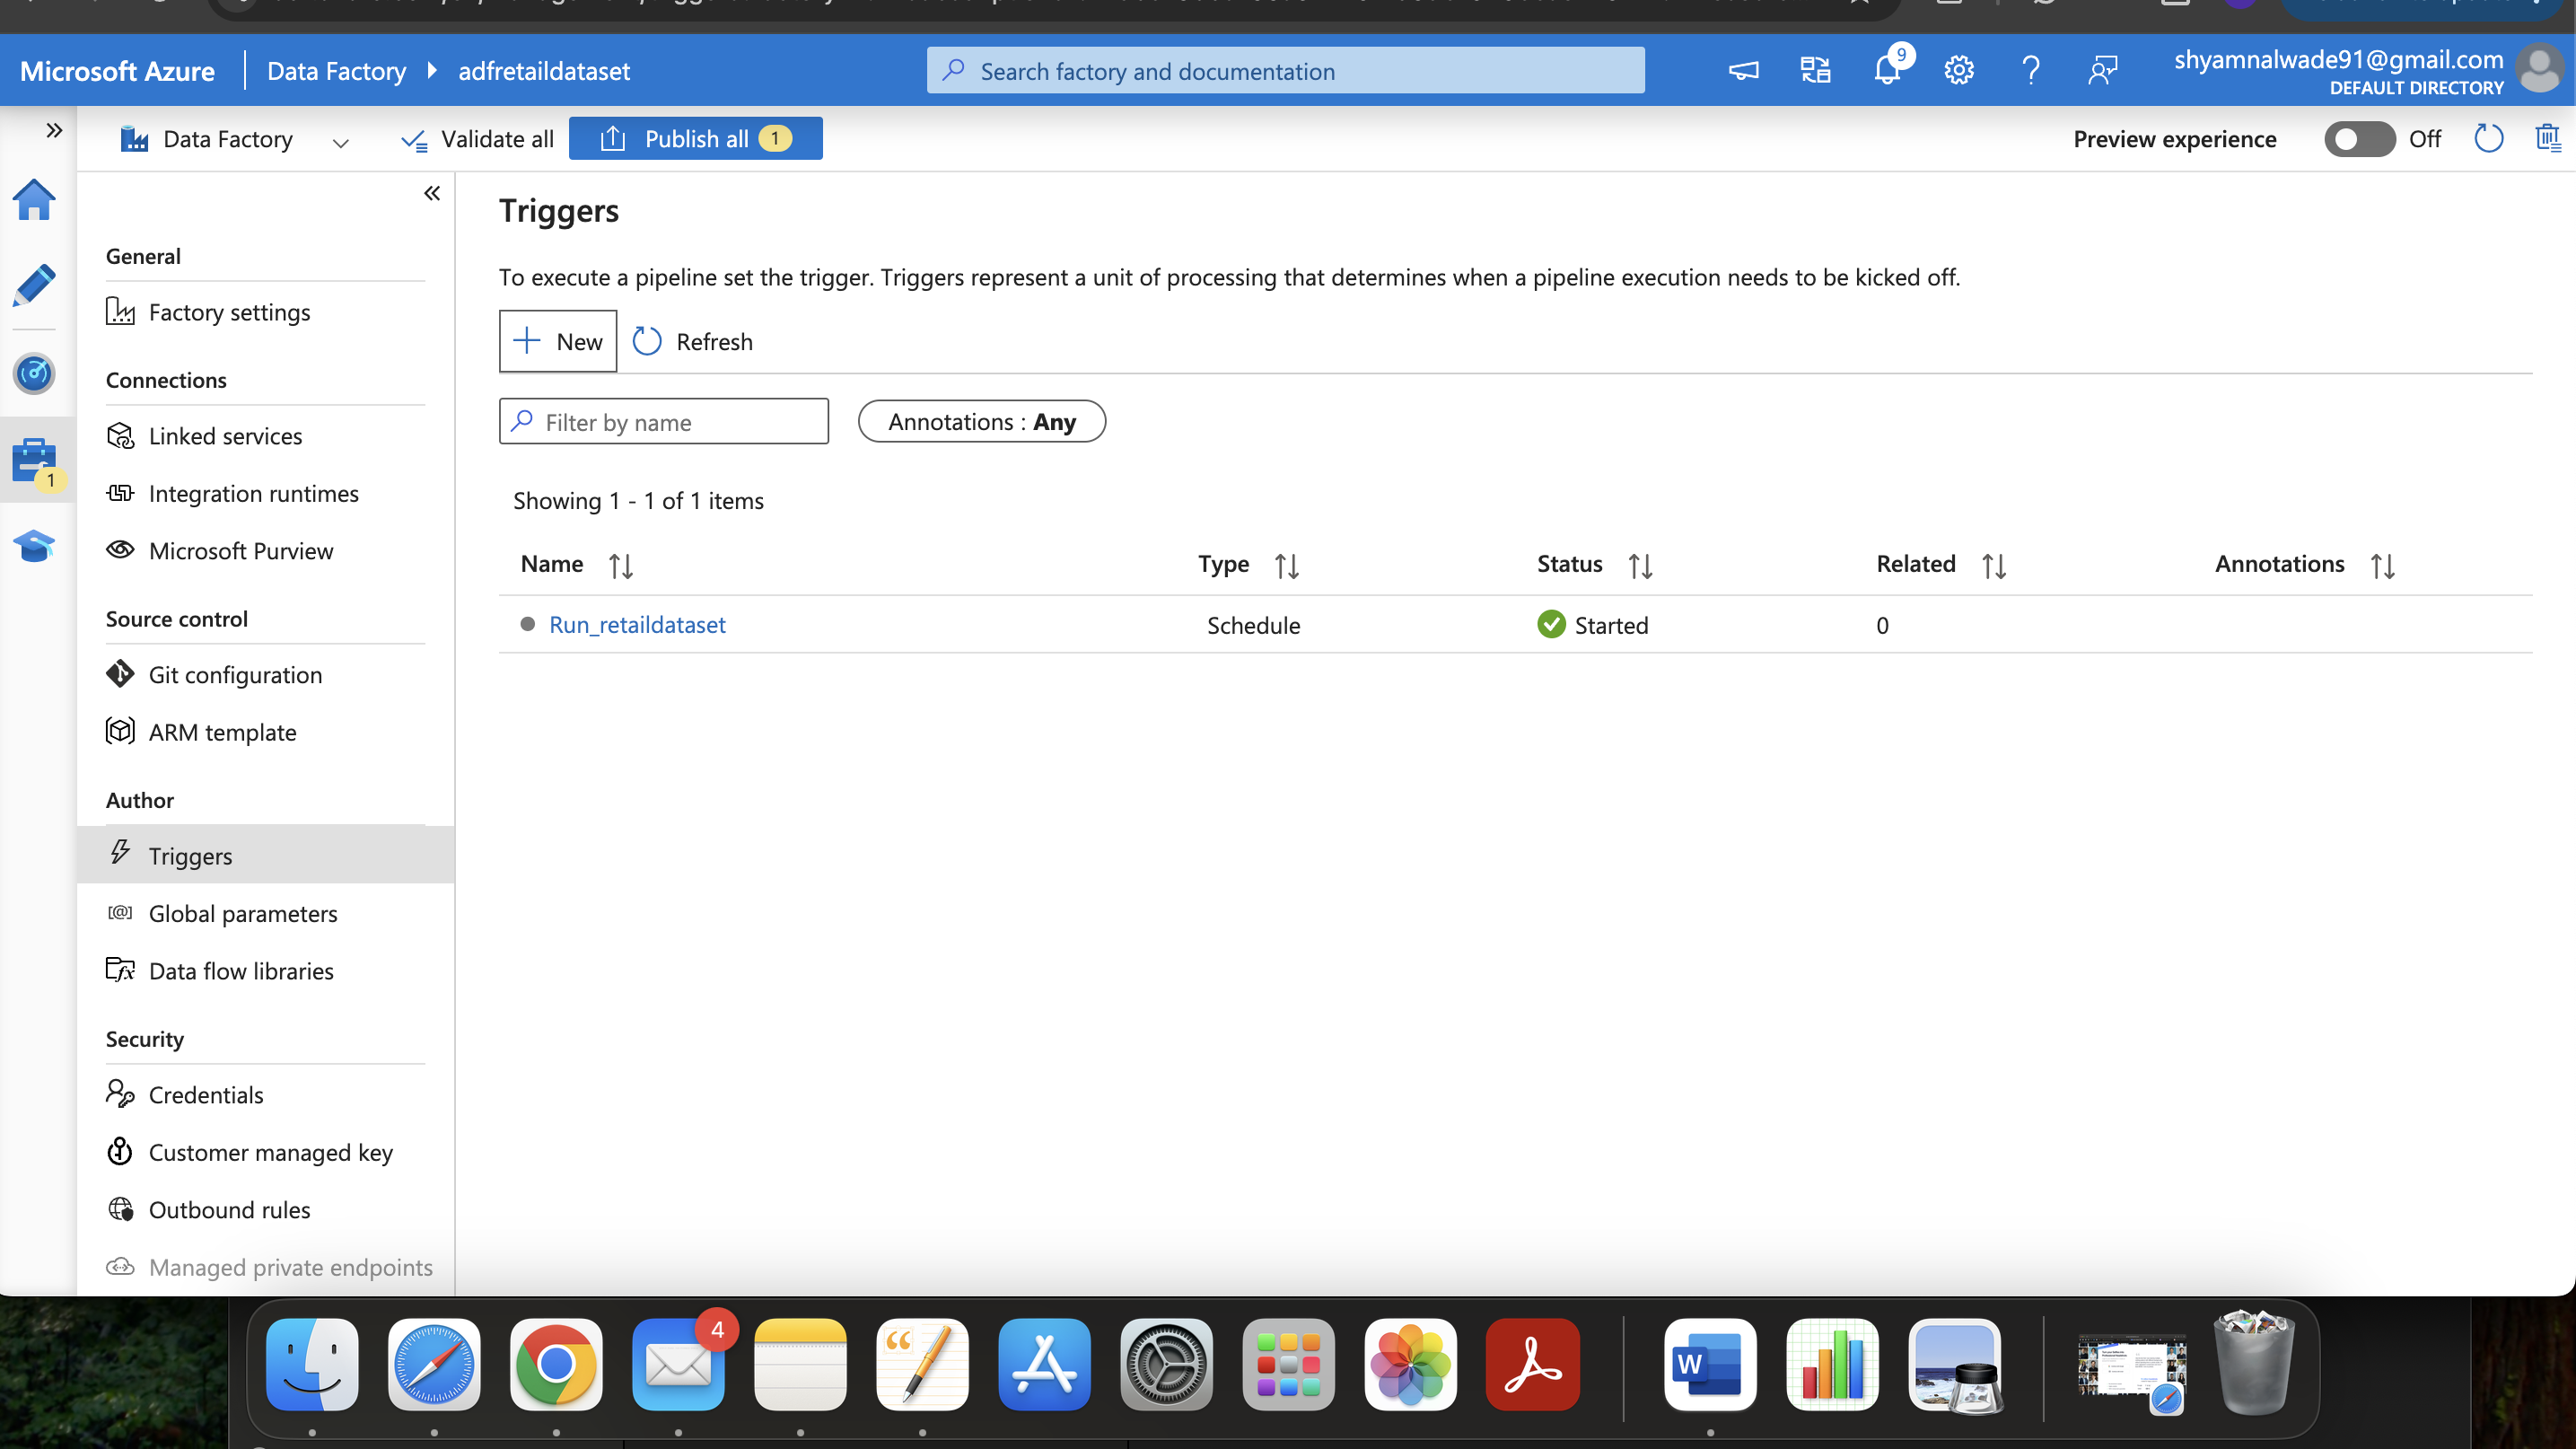 Microsoft Azure
Data Factory
adfretaildataset
Search factory and documentation
9
shyamnalwade91@gmail.com
DEFAULT DIRECTORY
Data Factory
Validate all
Publish all 1
Preview experience
Off
General
Factory settings
Connections
Linked services
Integration runtimes
Microsoft Purview
Source control
Git configuration
ARM template
Author
Triggers
Global parameters
Data flow libraries
Security
Credentials
Customer managed key
Outbound rules
Managed private endpoints
1
Triggers
To execute a pipeline set the trigger. Triggers represent a unit of processing that determines when a pipeline execution needs to be kicked off.
New
Refresh
Filter by name
Annotations : Any
Showing 1 - 1 of 1 items
Name Type Status Related Annotations
Run_retaildataset Schedule Started 0
4
W